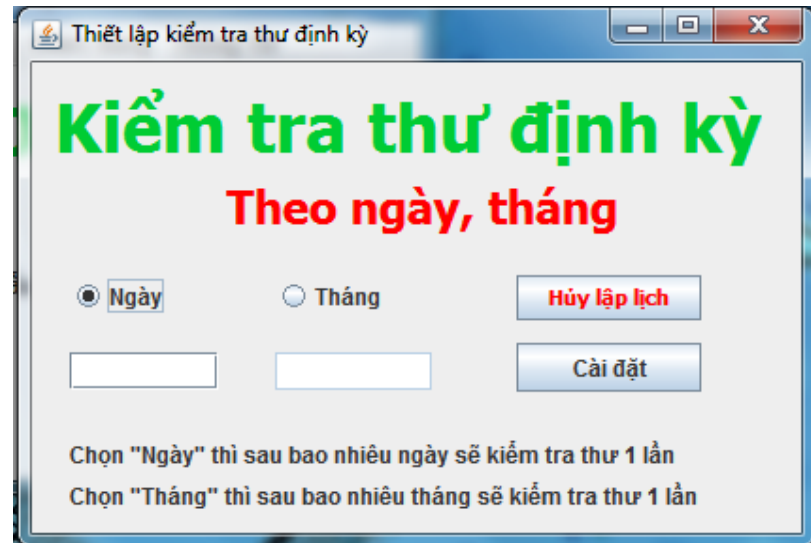 Thiết lập kiểm tra thư định kỳ
Kiểm tra thư định kỳ
Theo ngày, tháng
Ngày
Tháng
Hủy lập lịch
Cài đặt
Chọn "Ngày" thì sau bao nhiêu ngày sẽ kiểm tra thư 1 lần
Chọn "Tháng" thì sau bao nhiêu tháng sẽ kiểm tra thư 1 lần